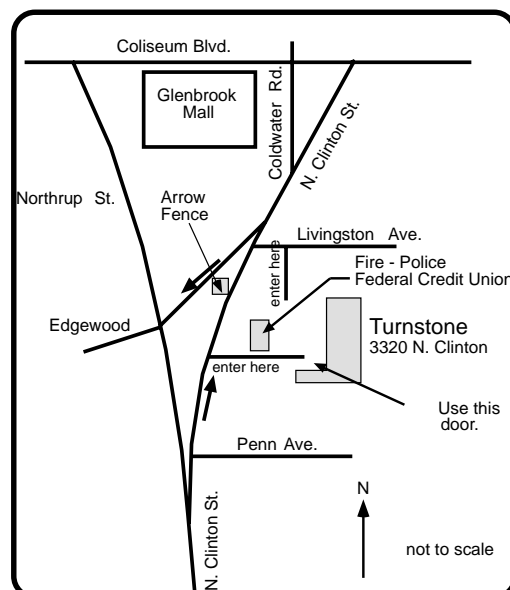 Coliseum Blvd.
Glenbrook
Mall
Coldwater Rd.
N. Clinton St.
Northrup St.
Arrow
Fence
Livingston Ave.
enter here
Fire - Police
Federal Credit Union
Edgewood
Turnstone
3320 N. Clinton
enter here
Use this
door.
Penn Ave.
N. Clinton St.
N
not to scale